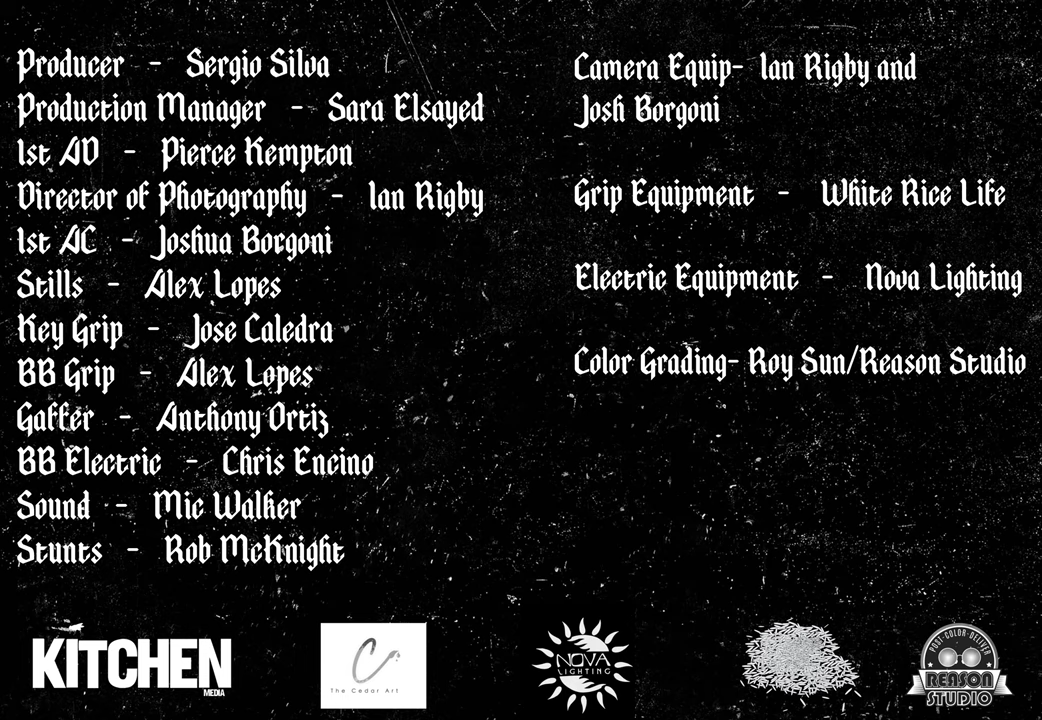 Producer - Sergio Silva
Production Manager - Sara Elsayed
1st AD - Pierce Kempton
Director of Photography - Ian Rigby
1st AC - Joshua Borgoni
Stills - Alex Lopes
Key Grip - Jose Caledra
BB Grip - Alex Lopes
Gaffer - Anthony Ortiz
BB Electric - Chris Encino
Sound - Mic Walker
Stunts - Rob McKnight
Camera Equip- Ian Rigby and
Josh Borgoni
Grip Equipment - White Rice Life
Electric Equipment - Nova Lighting
Color Grading- Roy Sun/Reason Studio
KITCHEN
MEDIA
The Cedar Art
NOVA
LIGHTING
POST-COLOR-DELIVER
REASON
STUDIO